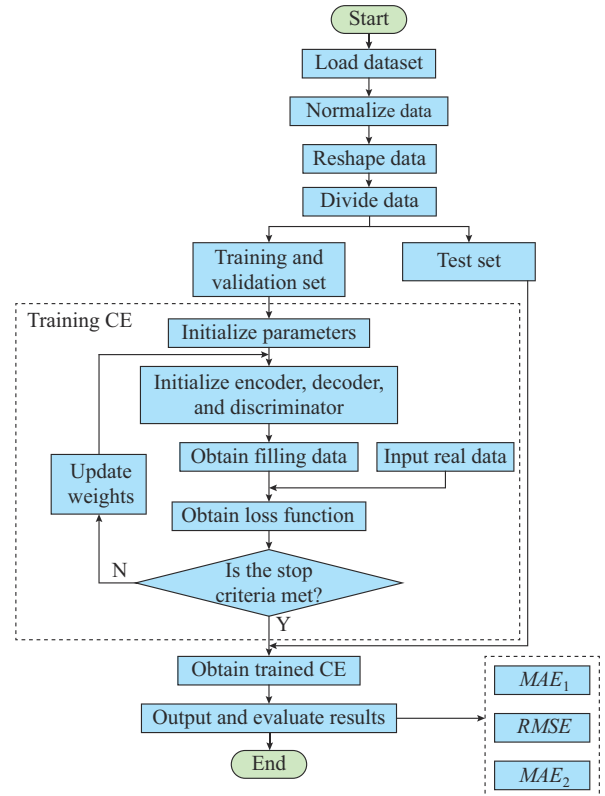 Start
Load dataset
Normalize data
Reshape data
Divide data
Training and
validation set
Test set
Training CE
Initialize parameters
Initialize encoder, decoder,
and discriminator
Update
weights
Obtain filling data
Input real data
Obtain loss function
N
Is the stop
criteria met?
Y
Obtain trained CE
Output and evaluate results
End
MAE1
RMSE
MAE2